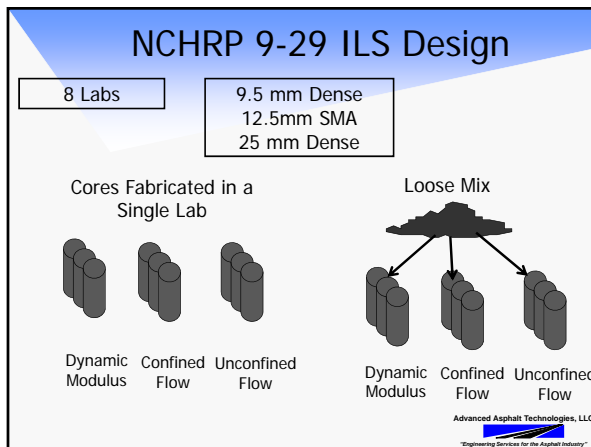 NCHRP 9-29 ILS Design
8 Labs
9.5 mm Dense
12.5mm SMA
25 mm Dense
Cores Fabricated in a
Single Lab
Loose Mix
Dynamic
Modulus
Confined
Flow
Unconfined
Flow
Dynamic
Modulus
Confined
Flow
Unconfined
Flow
Advanced Asphalt Technologies, LLC
"Engineering Services for the Asphalt Industry"